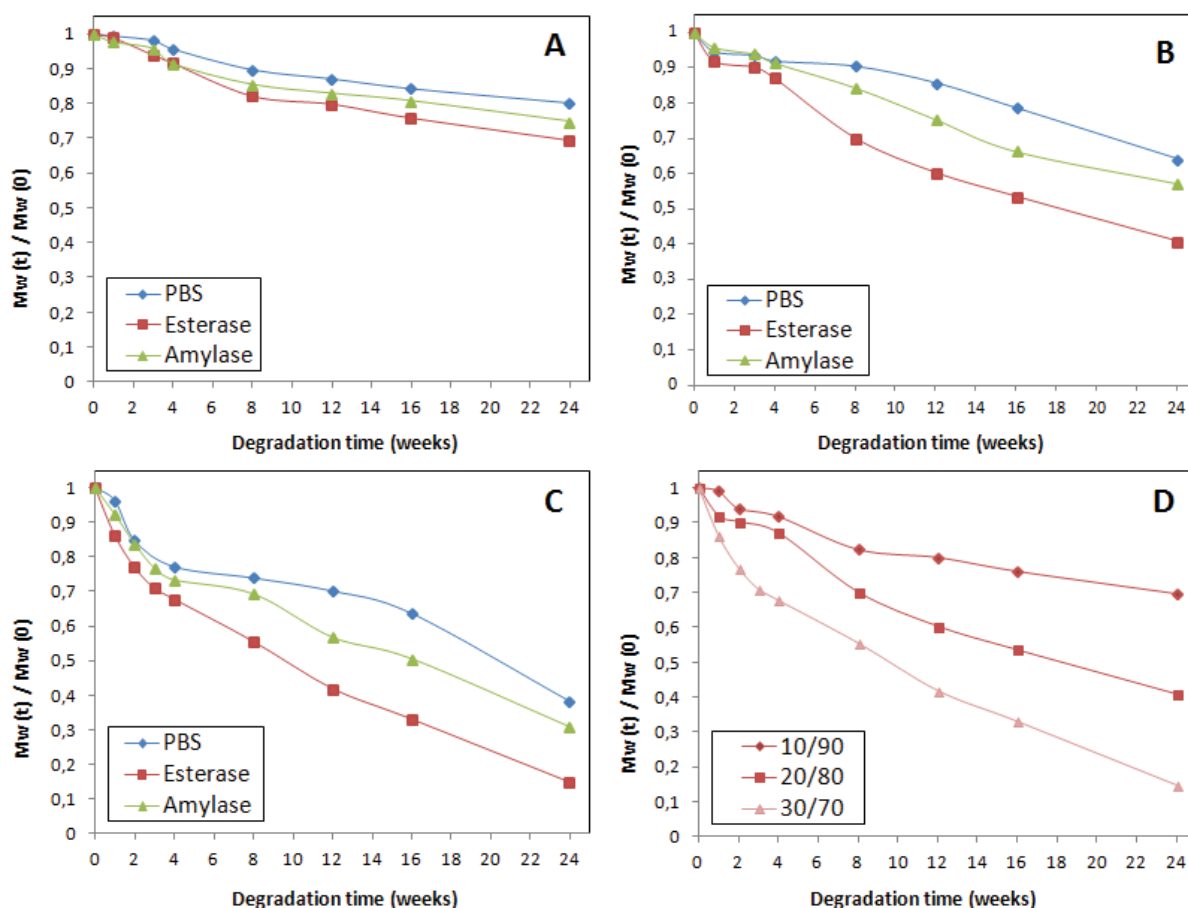 A
Mw (t) / Mw (0)
1
0,9
0,8
0,7
0,6
0,5
0,4
0,3
0,2
0,1
0
PBS
Esterase
Amylase
0 2 4 6 8 10 12 14 16 18 20 22 24
Degradation time (weeks)
B
Mw (t) / Mw (0)
1
0,9
0,8
0,7
0,6
0,5
0,4
0,3
0,2
0,1
0
PBS
Esterase
Amylase
0 2 4 6 8 10 12 14 16 18 20 22 24
Degradation time (weeks)
C
Mw (t) / Mw (0)
1
0,9
0,8
0,7
0,6
0,5
0,4
0,3
0,2
0,1
0
PBS
Esterase
Amylase
0 2 4 6 8 10 12 14 16 18 20 22 24
Degradation time (weeks)
D
Mw (t) / Mw (0)
1
0,9
0,8
0,7
0,6
0,5
0,4
0,3
0,2
0,1
0
10/90
20/80
30/70
0 2 4 6 8 10 12 14 16 18 20 22 24
Degradation time (weeks)